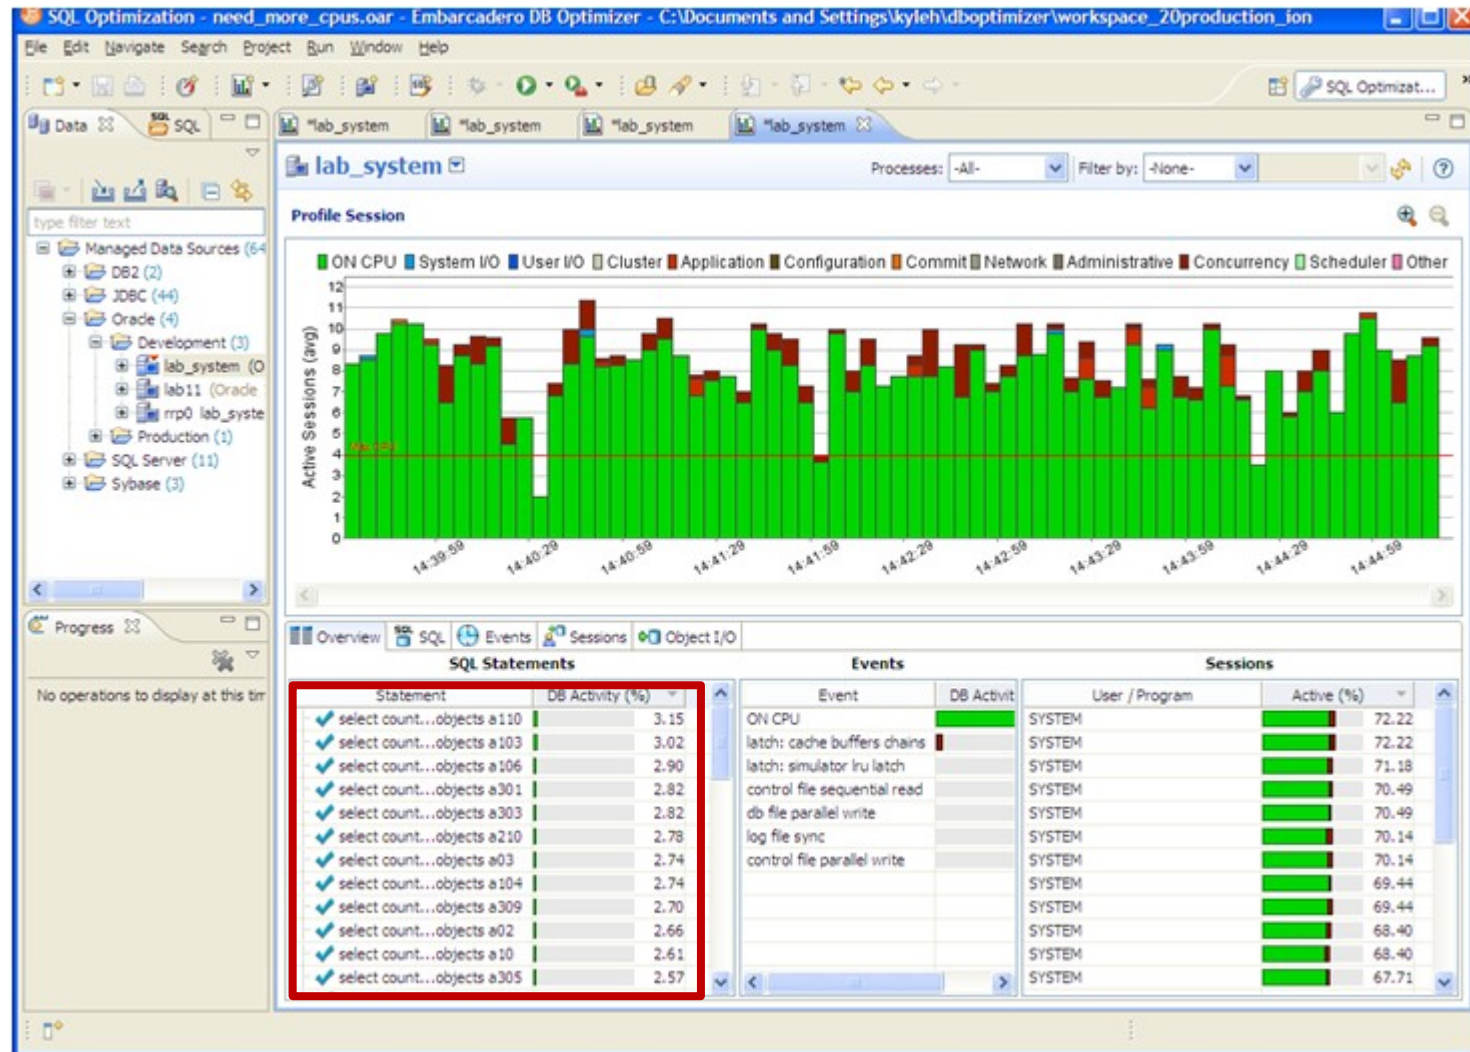 SQL Optimization - need_more_cpus.oar - Embarcadero DB Optimizer - C:\Documents and Settings\kyleh\dboptimizer\workspace_20production_ion
File Edit Navigate Search Project Run Window Help
SQL Optimizat...
Data SQL
*lab_system *lab_system *lab_system *lab_system
lab_system Processes: -All- Filter by: -None-
type filter text
Managed Data Sources (64
DB2 (2)
JDBC (44)
Oracle (4)
Development (3)
lab_system (O
lab11 (Oracle
rrp0 lab_syste
Production (1)
SQL Server (11)
Sybase (3)
Progress
No operations to display at this tim
Profile Session
ON CPU System I/O User I/O Cluster Application Configuration Commit Network Administrative Concurrency Scheduler Other
Active Sessions (avg)
12
11
10
9
8
7
6
5
4
3
2
1
0
Max CPU
14:39:59 14:40:29 14:40:59 14:41:29 14:41:59 14:42:29 14:42:59 14:43:29 14:43:59 14:44:29 14:44:59
Overview SQL Events Sessions Object I/O
SQL Statements
Statement DB Activity (%)
select count...objects a110 3.15
select count...objects a103 3.02
select count...objects a106 2.90
select count...objects a301 2.82
select count...objects a303 2.82
select count...objects a210 2.78
select count...objects a03 2.74
select count...objects a104 2.74
select count...objects a309 2.70
select count...objects a02 2.66
select count...objects a10 2.61
select count...objects a305 2.57
Events
Event DB Activit
ON CPU
latch: cache buffers chains
latch: simulator lru latch
control file sequential read
db file parallel write
log file sync
control file parallel write
Sessions
User / Program Active (%)
SYSTEM 72.22
SYSTEM 72.22
SYSTEM 71.18
SYSTEM 70.49
SYSTEM 70.49
SYSTEM 70.14
SYSTEM 70.14
SYSTEM 69.44
SYSTEM 69.44
SYSTEM 68.40
SYSTEM 68.40
SYSTEM 67.71